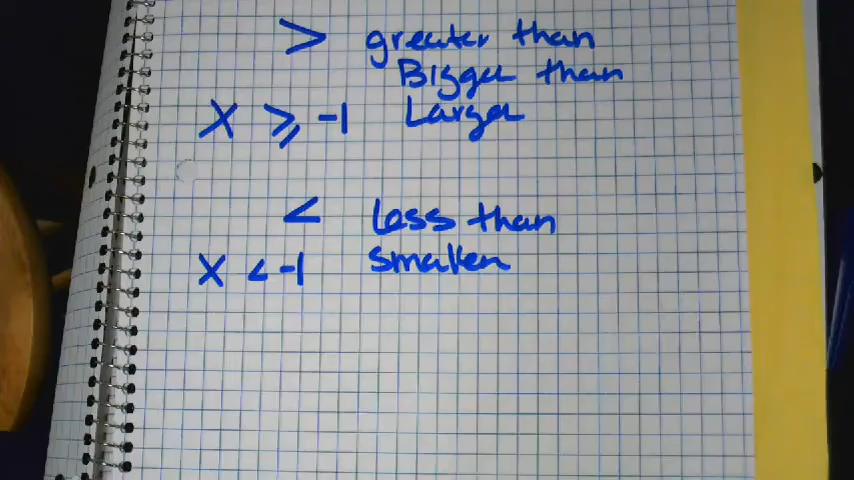 > greater than
Bigger than
X ⩾ -1 Larger
< Less than
X < -1 smaller